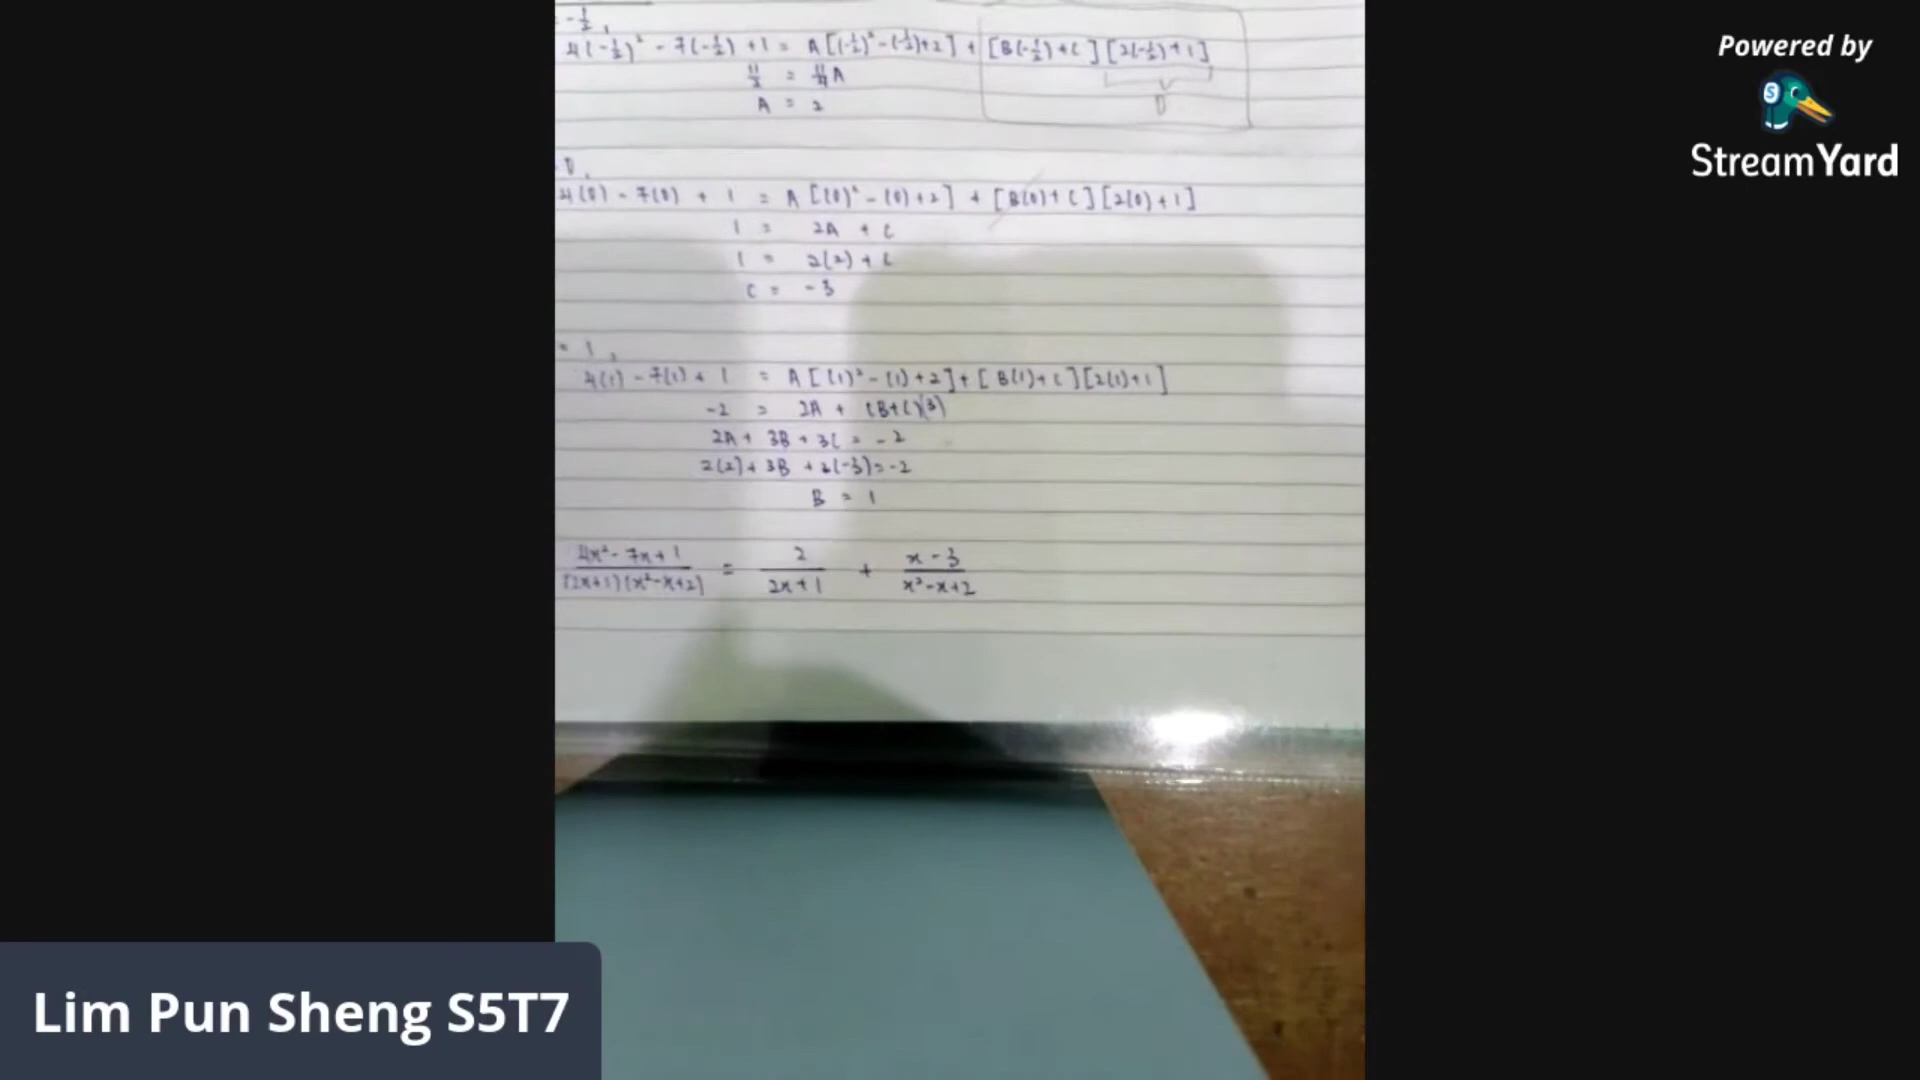 = -1/2,
4(-1/2)² - 7(-1/2) + 1 = A[(-1/2)² - (-1/2) + 2] + [B(-1/2) + C][2(-1/2) + 1]
11/2 = 11/4 A
0
A = 2
0,
4(0) - 7(0) + 1 = A[(0)² - (0) + 2] + [B(0) + C][2(0) + 1]
1 = 2A + C
1 = 2(2) + C
C = -3
= 1,
4(1) - 7(1) + 1 = A[(1)² - (1) + 2] + [B(1) + C][2(1) + 1]
-2 = 2A + (B+C)(3)
2A + 3B + 3C = -2
2(2) + 3B + 3(-3) = -2
B = 1
4x² - 7x + 1 / (2x+1)(x²-x+2) = 2 / 2x+1 + x-3 / x²-x+2
Powered by
S
StreamYard
Lim Pun Sheng S5T7